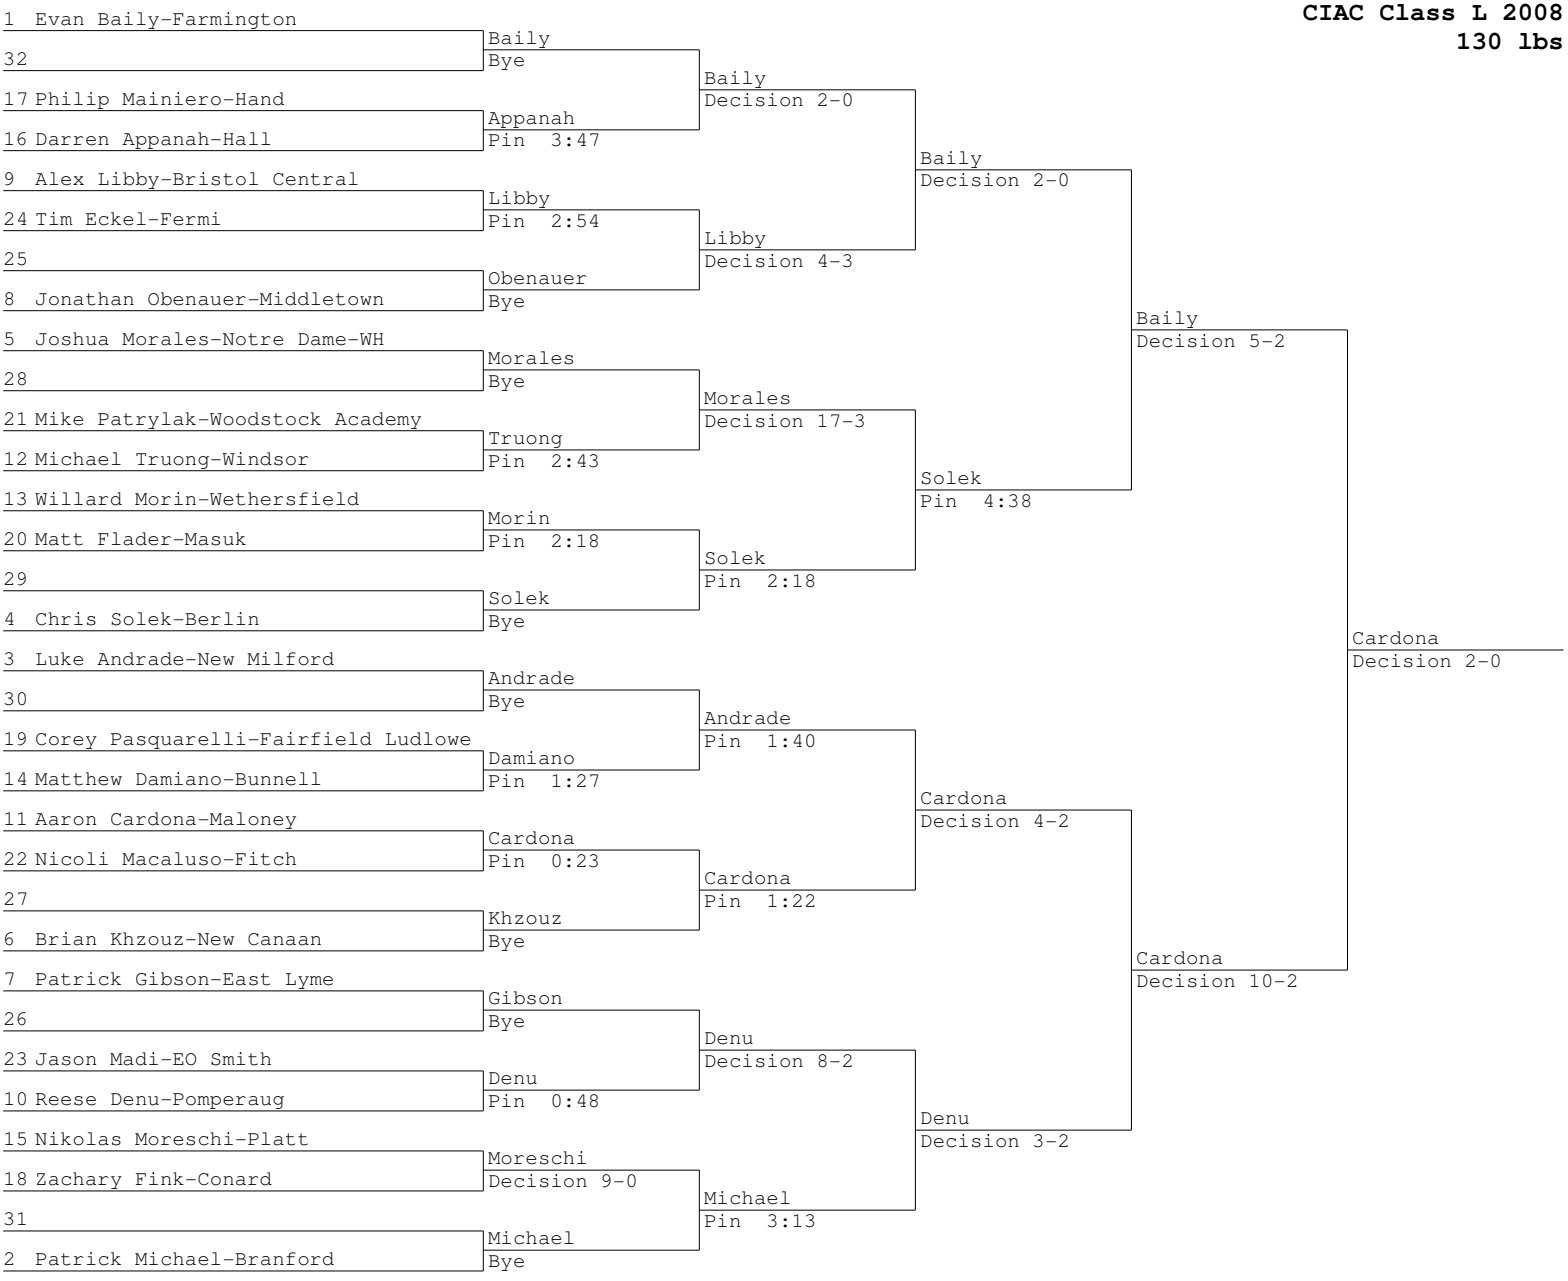 CIAC Class L 2008
130 lbs
1 Evan Baily-Farmington
32
17 Philip Mainiero-Hand
16 Darren Appanah-Hall
9 Alex Libby-Bristol Central
24 Tim Eckel-Fermi
25
8 Jonathan Obenauer-Middletown
5 Joshua Morales-Notre Dame-WH
28
21 Mike Patrylak-Woodstock Academy
12 Michael Truong-Windsor
13 Willard Morin-Wethersfield
20 Matt Flader-Masuk
29
4 Chris Solek-Berlin
3 Luke Andrade-New Milford
30
19 Corey Pasquarelli-Fairfield Ludlowe
14 Matthew Damiano-Bunnell
11 Aaron Cardona-Maloney
22 Nicoli Macaluso-Fitch
27
6 Brian Khzouz-New Canaan
7 Patrick Gibson-East Lyme
26
23 Jason Madi-EO Smith
10 Reese Denu-Pomperaug
15 Nikolas Moreschi-Platt
18 Zachary Fink-Conard
31
2 Patrick Michael-Branford
Baily
Bye
Appanah
Pin 3:47
Libby
Pin 2:54
Obenauer
Bye
Morales
Bye
Truong
Pin 2:43
Morin
Pin 2:18
Solek
Bye
Andrade
Bye
Damiano
Pin 1:27
Cardona
Pin 0:23
Khzouz
Bye
Gibson
Bye
Denu
Pin 0:48
Moreschi
Decision 9-0
Michael
Bye
Baily
Decision 2-0
Libby
Decision 4-3
Morales
Decision 17-3
Solek
Pin 2:18
Andrade
Pin 1:40
Cardona
Pin 1:22
Denu
Decision 8-2
Michael
Pin 3:13
Baily
Decision 2-0
Solek
Pin 4:38
Cardona
Decision 4-2
Denu
Decision 3-2
Baily
Decision 5-2
Cardona
Decision 10-2
Cardona
Decision 2-0